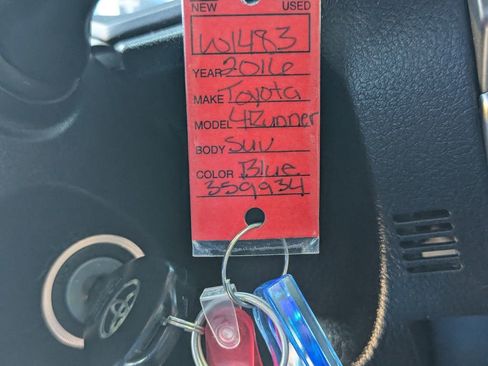 NEW USED
W1483
YEAR 2016
MAKE Toyota
MODEL 4Runner
BODY SUV
COLOR Blue
359934